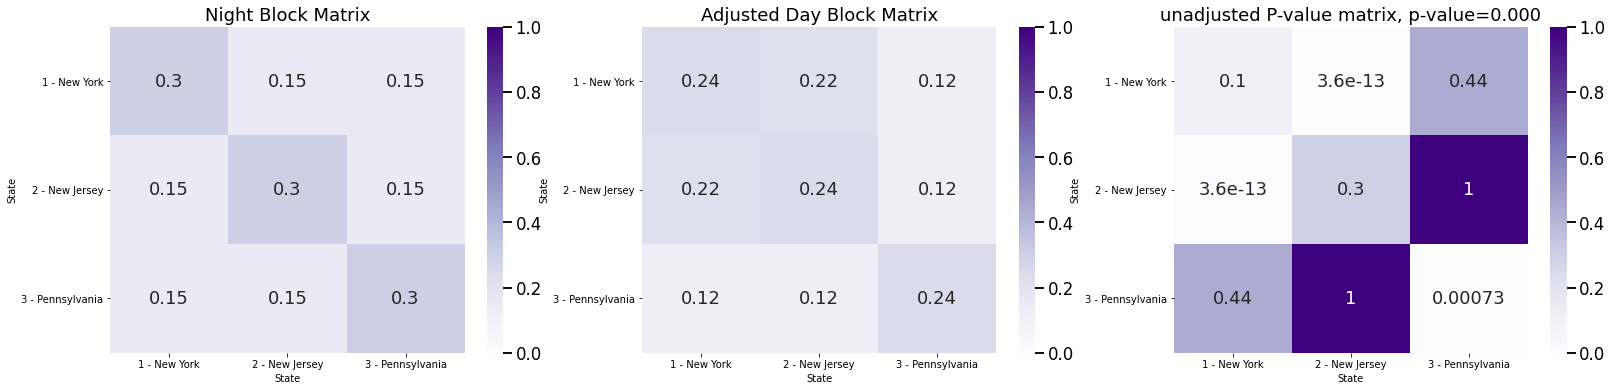 Night Block Matrix
1 - New York
2 - New Jersey
3 - Pennsylvania
State
0.3 0.15 0.15
0.15 0.3 0.15
0.15 0.15 0.3
1 - New York 2 - New Jersey 3 - Pennsylvania
State
1.0
0.8
0.6
0.4
0.2
0.0
Adjusted Day Block Matrix
1 - New York
2 - New Jersey
3 - Pennsylvania
State
0.24 0.22 0.12
0.22 0.24 0.12
0.12 0.12 0.24
1 - New York 2 - New Jersey 3 - Pennsylvania
State
1.0
0.8
0.6
0.4
0.2
0.0
unadjusted P-value matrix, p-value=0.000
1 - New York
2 - New Jersey
3 - Pennsylvania
State
0.1 3.6e-13 0.44
3.6e-13 0.3 1
0.44 1 0.00073
1 - New York 2 - New Jersey 3 - Pennsylvania
State
1.0
0.8
0.6
0.4
0.2
0.0